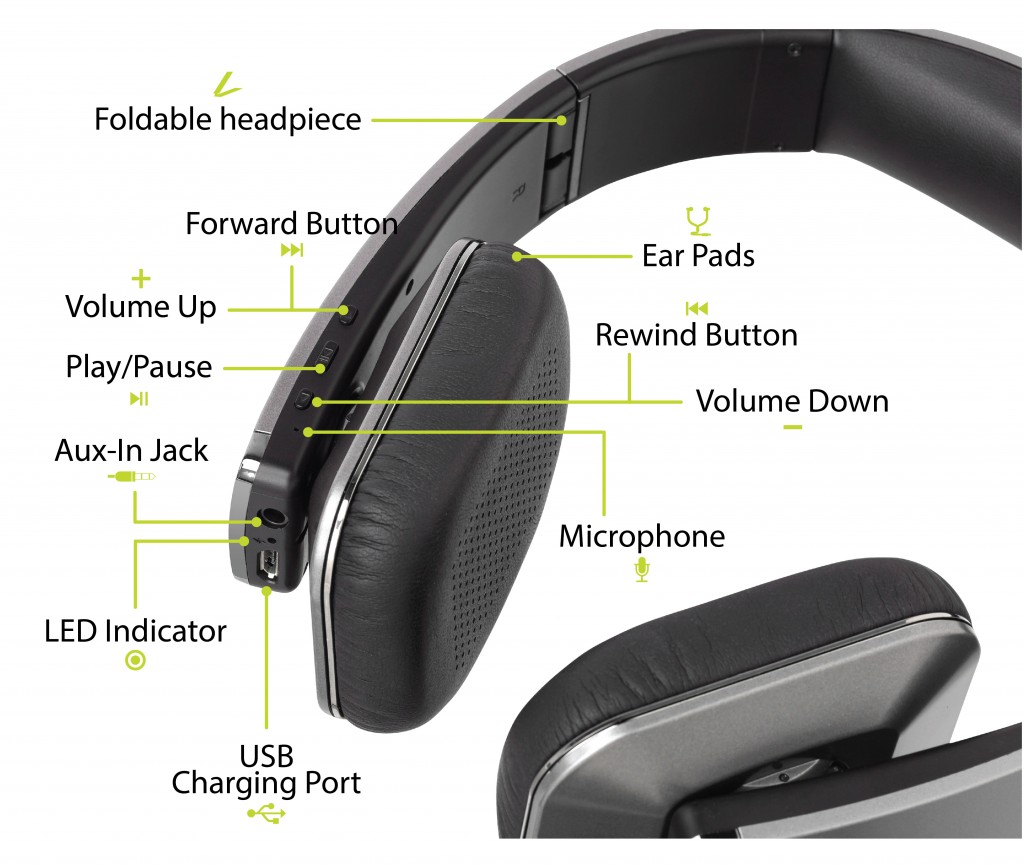 Foldable headpiece
R
Forward Button
Ear Pads
Volume Up
Rewind Button
Play/Pause
Volume Down
Aux-In Jack
Microphone
LED Indicator
USB
Charging Port